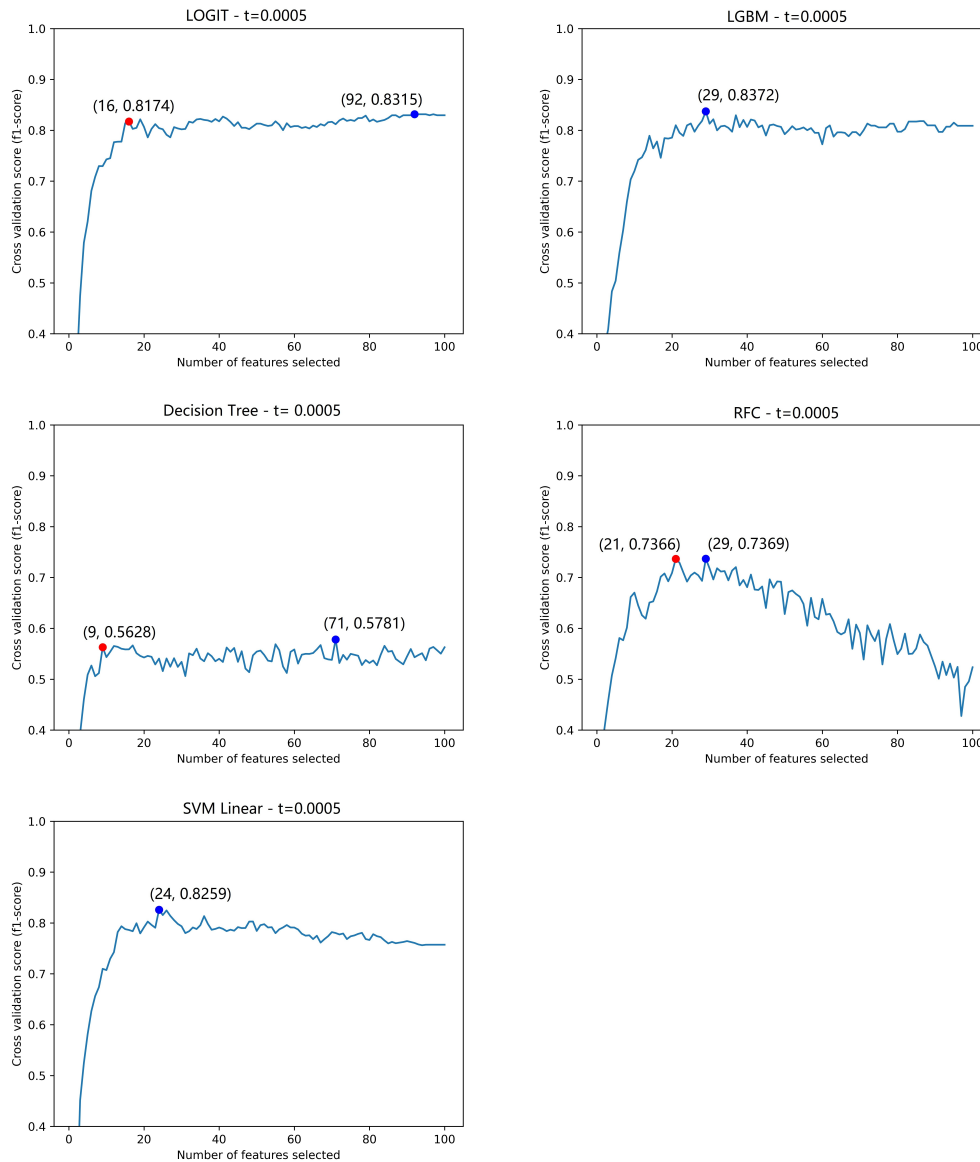 LOGIT - t=0.0005
1.0
0.9
0.8
0.7
0.6
0.5
0.4
Cross validation score (f1-score)
(16, 0.8174)
(92, 0.8315)
0 20 40 60 80 100
Number of features selected
LGBM - t=0.0005
1.0
0.9
0.8
0.7
0.6
0.5
0.4
Cross validation score (f1-score)
(29, 0.8372)
0 20 40 60 80 100
Number of features selected
Decision Tree - t= 0.0005
1.0
0.9
0.8
0.7
0.6
0.5
0.4
Cross validation score (f1-score)
(9, 0.5628)
(71, 0.5781)
0 20 40 60 80 100
Number of features selected
RFC - t=0.0005
1.0
0.9
0.8
0.7
0.6
0.5
0.4
Cross validation score (f1-score)
(21, 0.7366)
(29, 0.7369)
0 20 40 60 80 100
Number of features selected
SVM Linear - t=0.0005
1.0
0.9
0.8
0.7
0.6
0.5
0.4
Cross validation score (f1-score)
(24, 0.8259)
0 20 40 60 80 100
Number of features selected